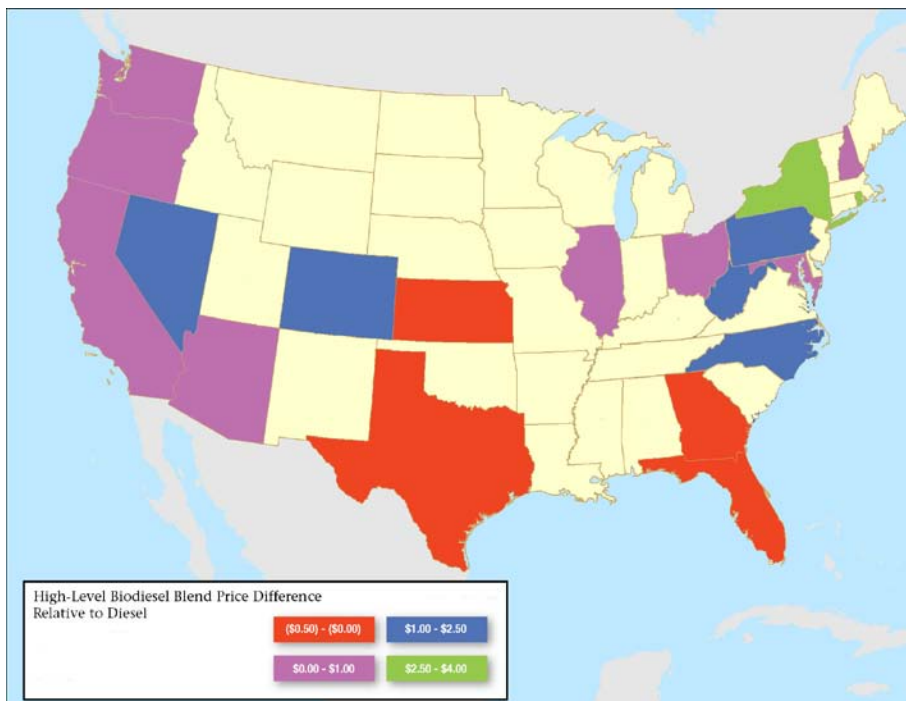 High-Level Biodiesel Blend Price Difference
Relative to Diesel
($0.50) - ($0.00)
$1.00 - $2.50
$0.00 - $1.00
$2.50 - $4.00